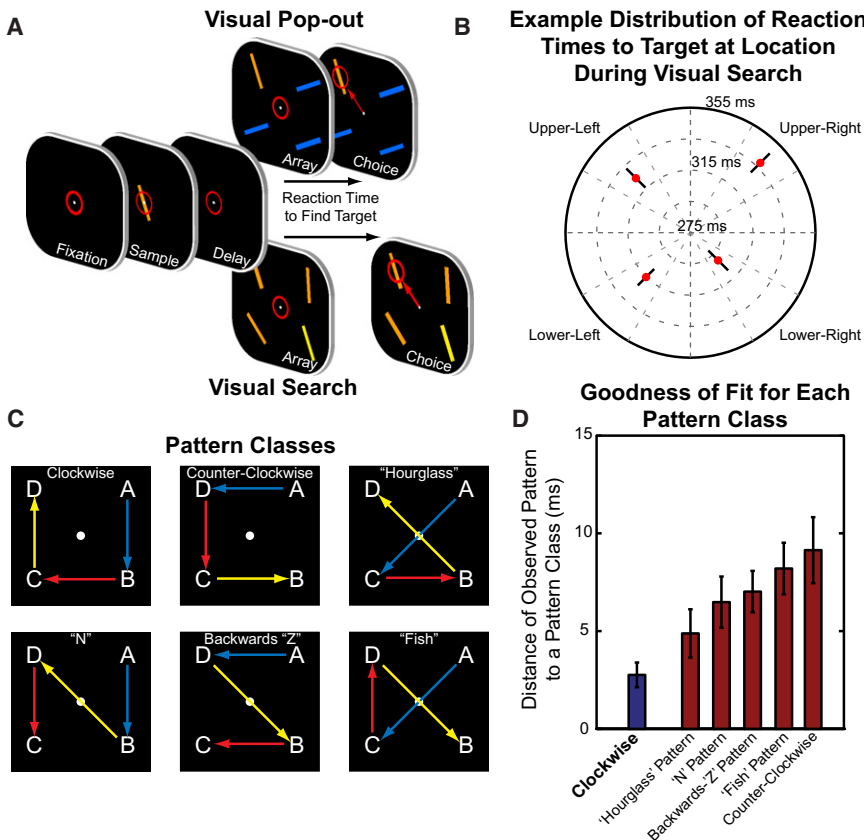 A
Visual Pop-out
Array
Choice
Fixation
Sample
Delay
Reaction Time
to Find Target
Array
Choice
Visual Search
B
Example Distribution of Reaction
Times to Target at Location
During Visual Search
355 ms
Upper-Left
Upper-Right
315 ms
275 ms
Lower-Left
Lower-Right
C
Pattern Classes
Clockwise
D A
C B
Counter-Clockwise
D A
C B
"Hourglass"
D A
C B
"N"
D A
C B
Backwards "Z"
D A
C B
"Fish"
D A
C B
D
Goodness of Fit for Each
Pattern Class
Distance of Observed Pattern
to a Pattern Class (ms)
15
10
5
0
Clockwise
'Hourglass' Pattern
'N' Pattern
Backwards-'Z' Pattern
'Fish' Pattern
Counter-Clockwise